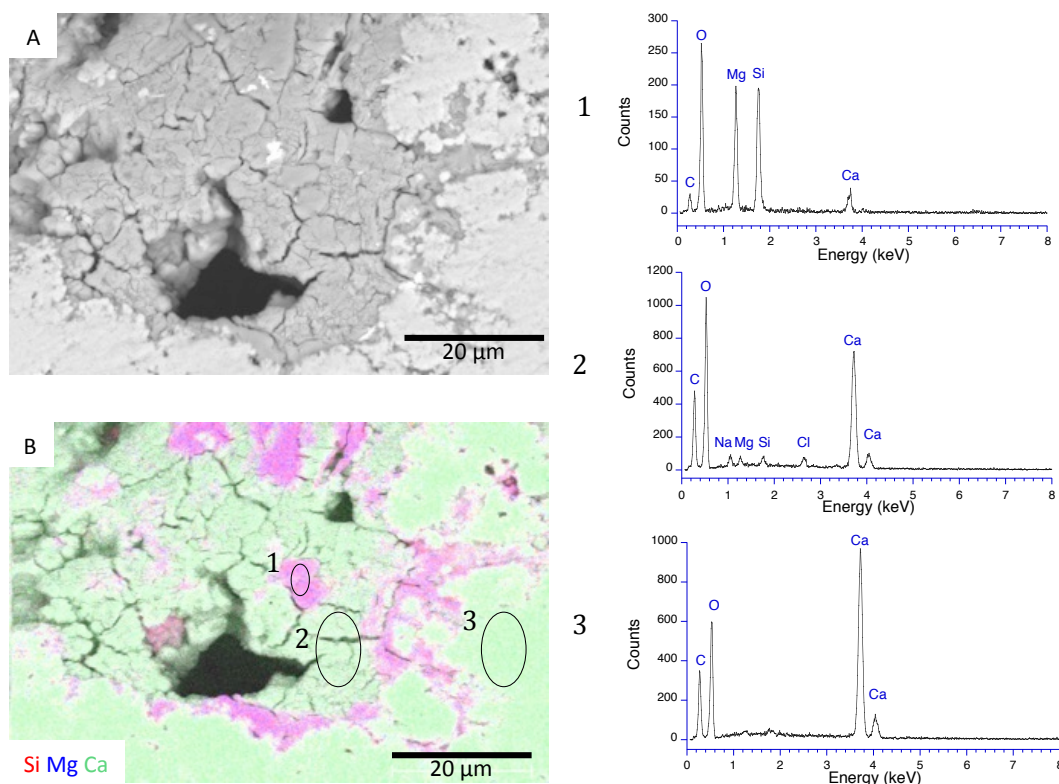 A
20 µm
B
1
2
3
Si Mg Ca
20 µm
1
Counts
300
250
200
150
100
50
0
O
Mg
Si
C
Ca
0 1 2 3 4 5 6 7 8
Energy (keV)
2
Counts
1200
1000
800
600
400
200
0
O
Ca
C
Na Mg Si Cl Ca
0 1 2 3 4 5 6 7 8
Energy (keV)
3
Counts
1000
800
600
400
200
0
Ca
O
C
Ca
0 1 2 3 4 5 6 7 8
Energy (keV)